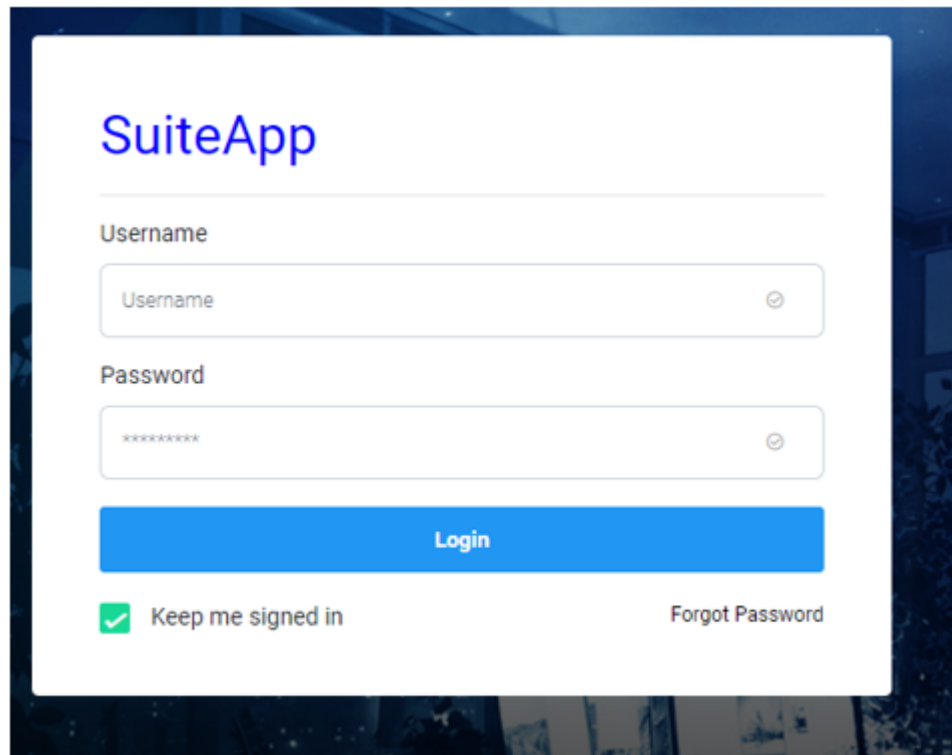 SuiteApp
Username
Username
Password
*********
Login
Keep me signed in
Forgot Password